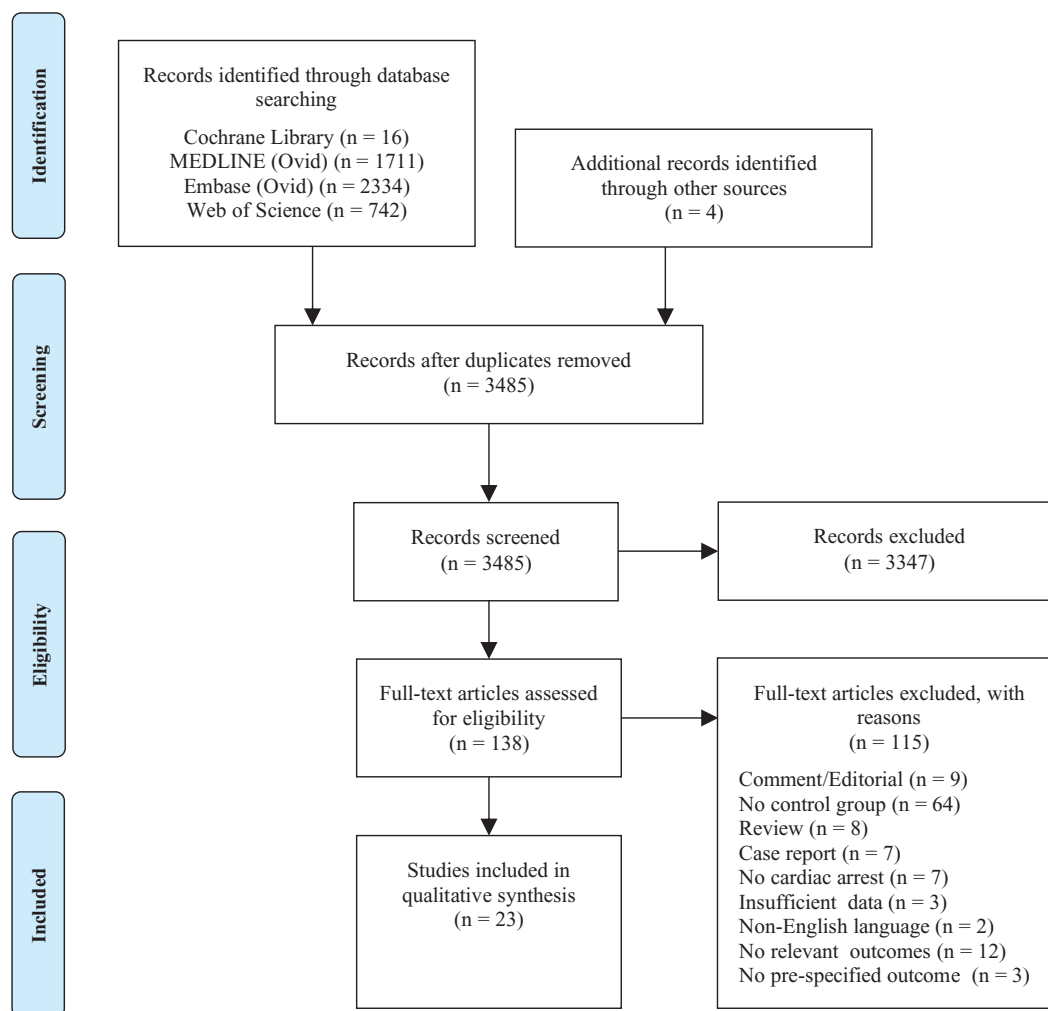 Identification
Records identified through database
searching
Cochrane Library (n = 16)
MEDLINE (Ovid) (n = 1711)
Embase (Ovid) (n = 2334)
Web of Science (n = 742)
Additional records identified
through other sources
(n = 4)
Screening
Records after duplicates removed
(n = 3485)
Records screened
(n = 3485)
Records excluded
(n = 3347)
Eligibility
Full-text articles assessed
for eligibility
(n = 138)
Full-text articles excluded, with
reasons
(n = 115)
Comment/Editorial (n = 9)
No control group (n = 64)
Review (n = 8)
Case report (n = 7)
No cardiac arrest (n = 7)
Insufficient data (n = 3)
Non-English language (n = 2)
No relevant outcomes (n = 12)
No pre-specified outcome (n = 3)
Included
Studies included in
qualitative synthesis
(n = 23)